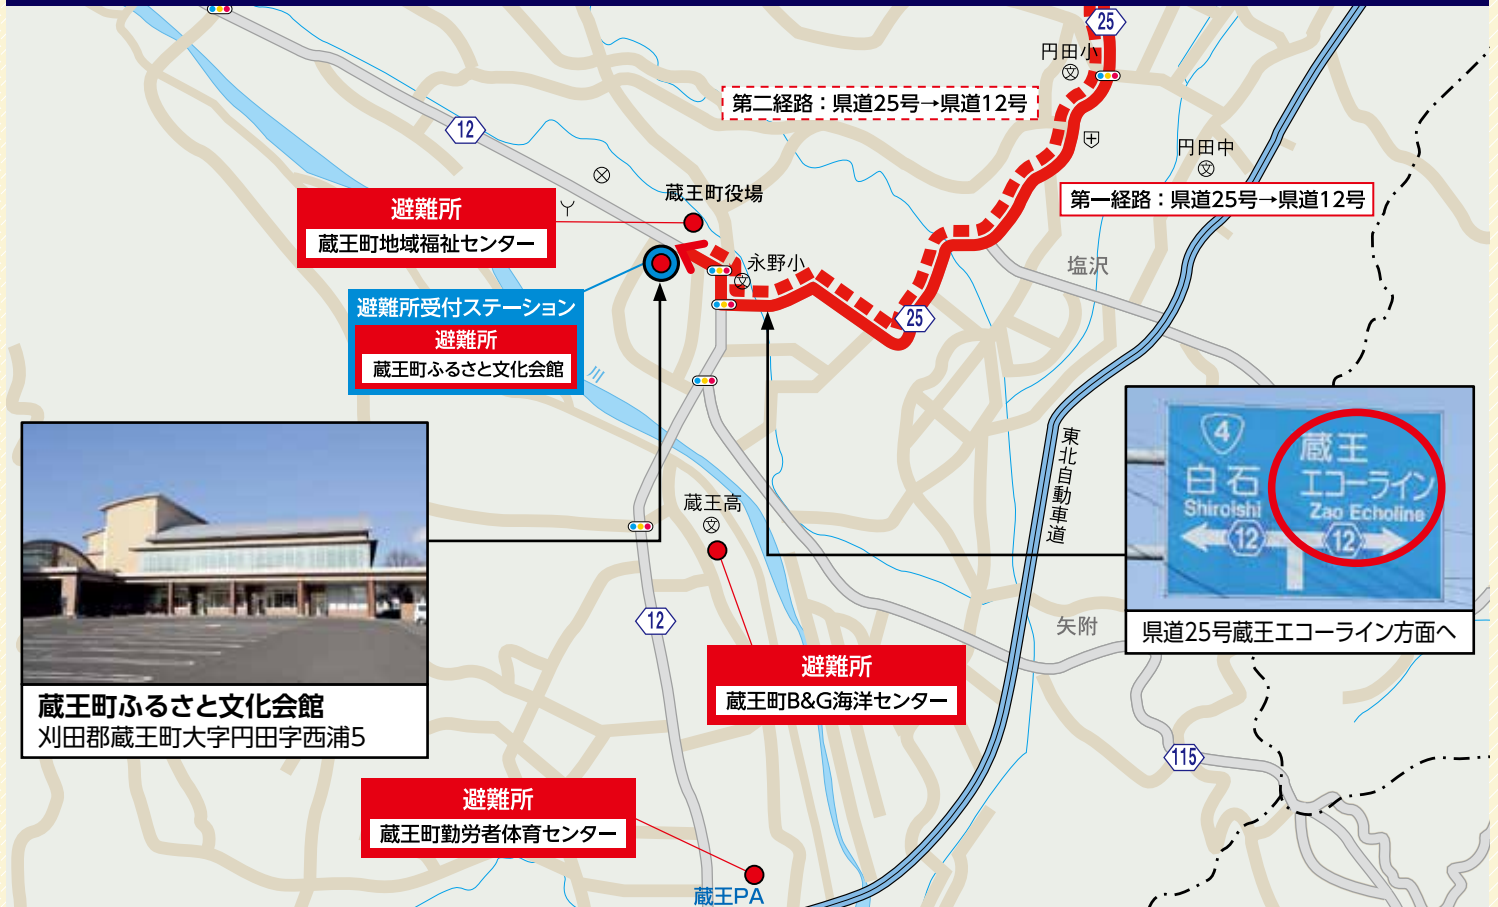 25
円田小
文
第二経路：県道25号→県道12号
12
円田中
文
蔵王町役場
第一経路：県道25号→県道12号
避難所
蔵王町地域福祉センター
永野小
文
塩沢
避難所受付ステーション
避難所
蔵王町ふるさと文化会館
25
川
東北自動車道
4
蔵王
エコーライン
白石
Shiroishi
Zao Echoline
12
12
県道25号蔵王エコーライン方面へ
蔵王高
文
12
矢附
避難所
蔵王町B&G海洋センター
蔵王町ふるさと文化会館
刈田郡蔵王町大字円田字西浦5
115
避難所
蔵王町勤労者体育センター
蔵王PA